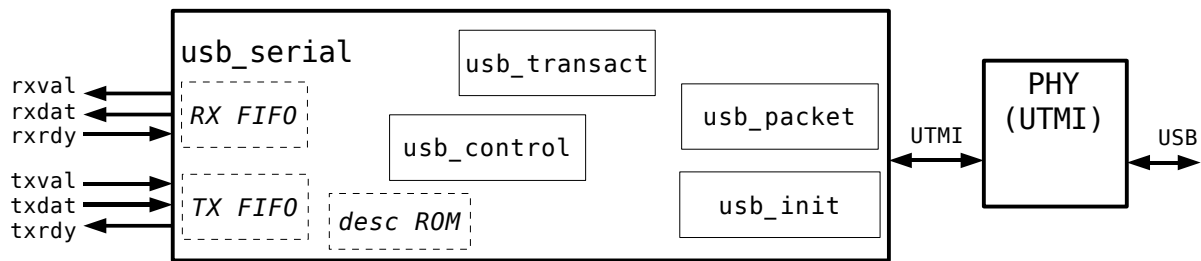 usb_serial
usb_transact
rxval
rxdat
rxrdy
RX FIFO
usb_control
usb_packet
txval
txdat
txrdy
TX FIFO
desc ROM
usb_init
UTMI
PHY
(UTMI)
USB